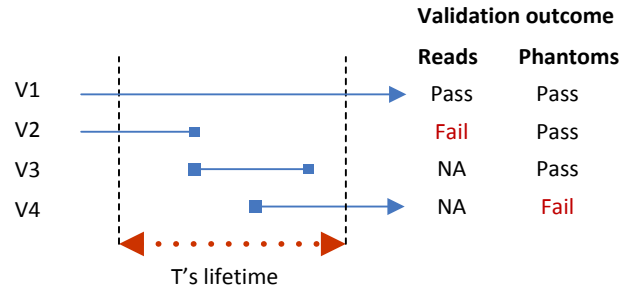 Validation outcome
Reads Phantoms
V1 Pass Pass
V2 Fail Pass
V3 NA Pass
V4 NA Fail
T's lifetime